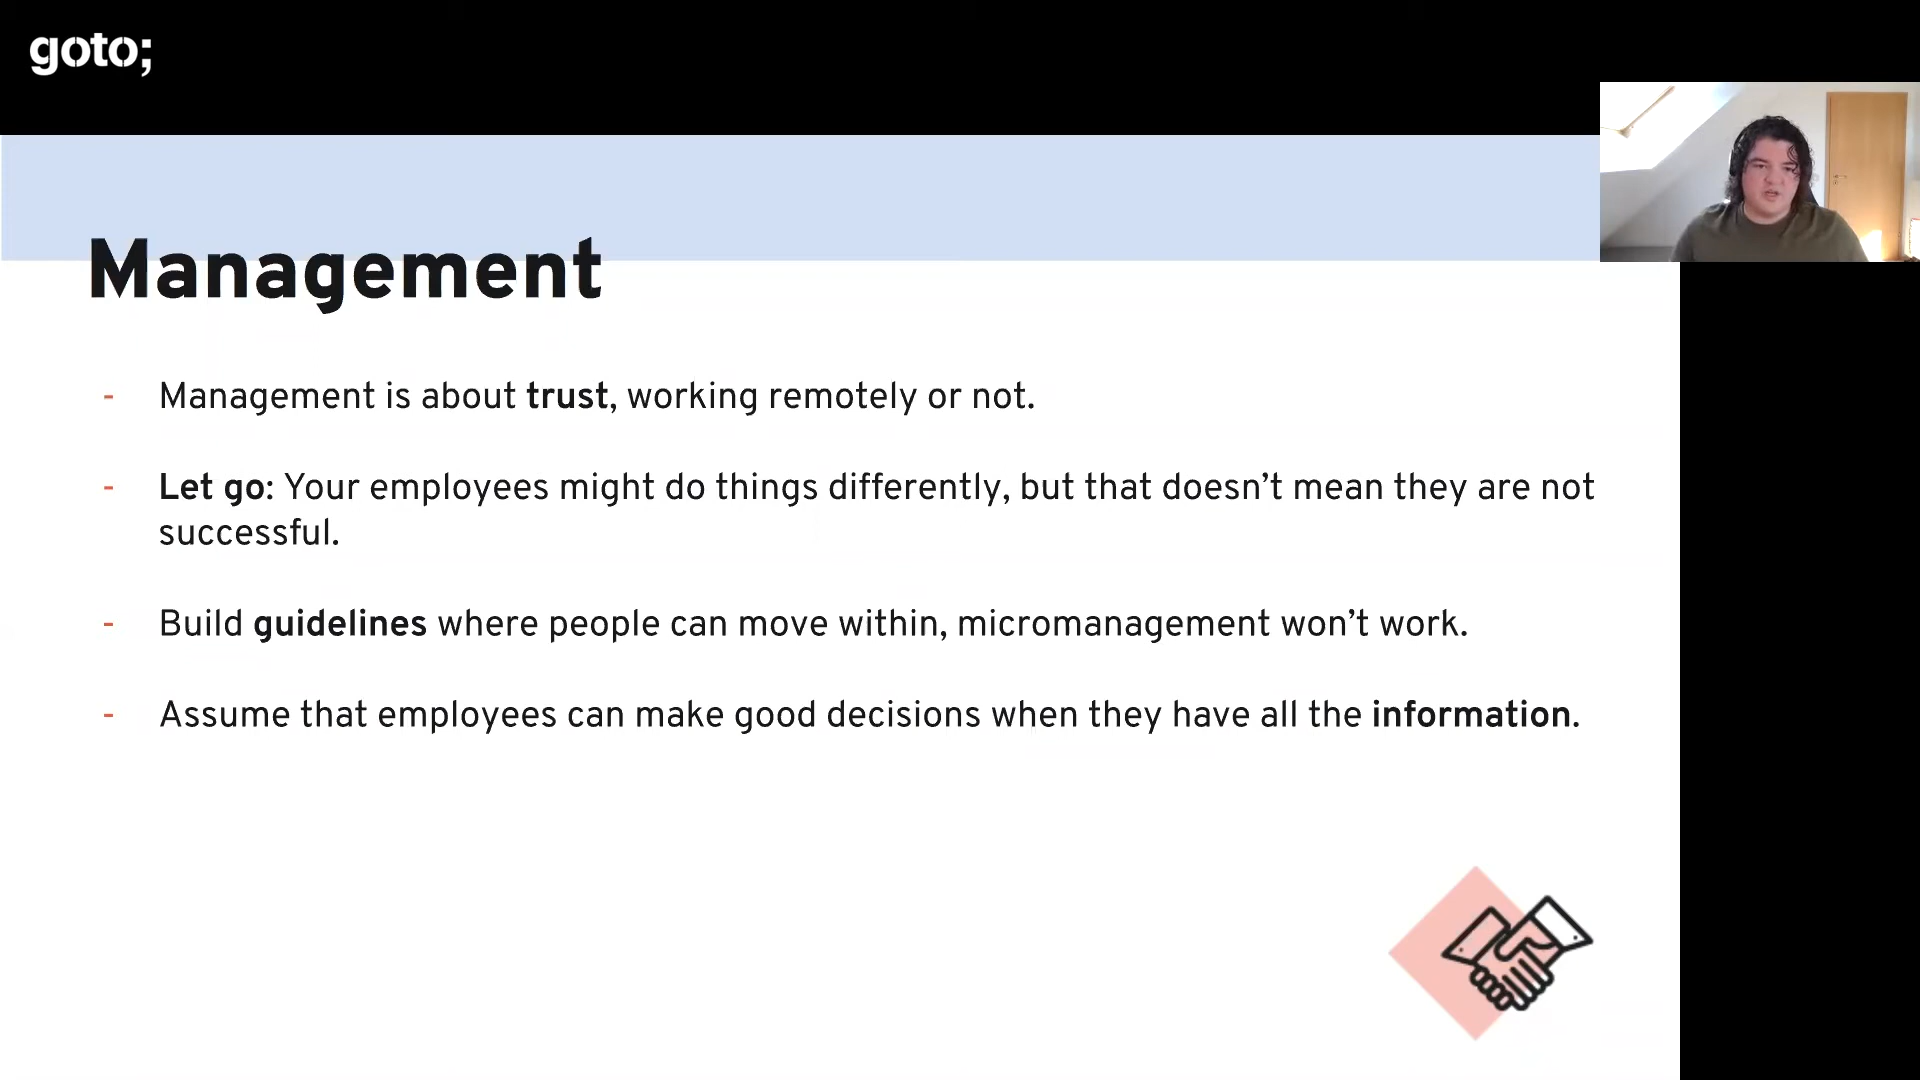 goto;
Management
- Management is about trust, working remotely or not.
- Let go: Your employees might do things differently, but that doesn’t mean they are not
successful.
- Build guidelines where people can move within, micromanagement won’t work.
- Assume that employees can make good decisions when they have all the information.